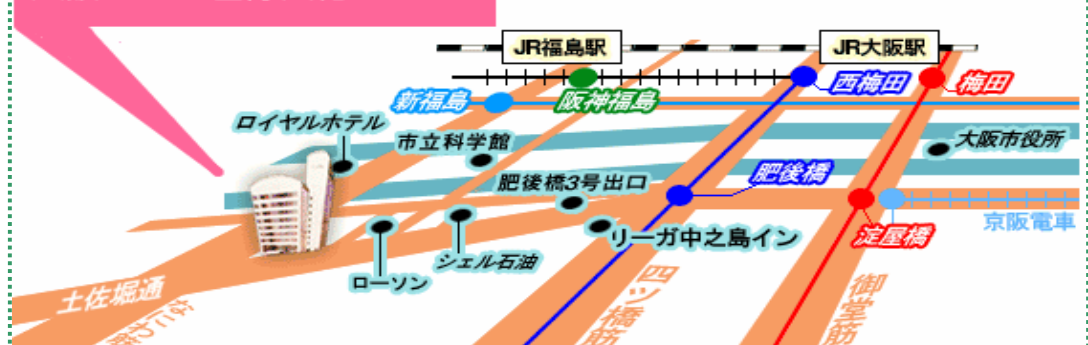 JR福島駅
JR大阪駅
新福島
阪神福島
西梅田
梅田
ロイヤルホテル
市立科学館
大阪市役所
肥後橋3号出口
肥後橋
リーガ中之島イン
淀屋橋
京阪電車
シェル石油
ローソン
土佐堀通
なにわ
四ツ橋筋
御堂筋